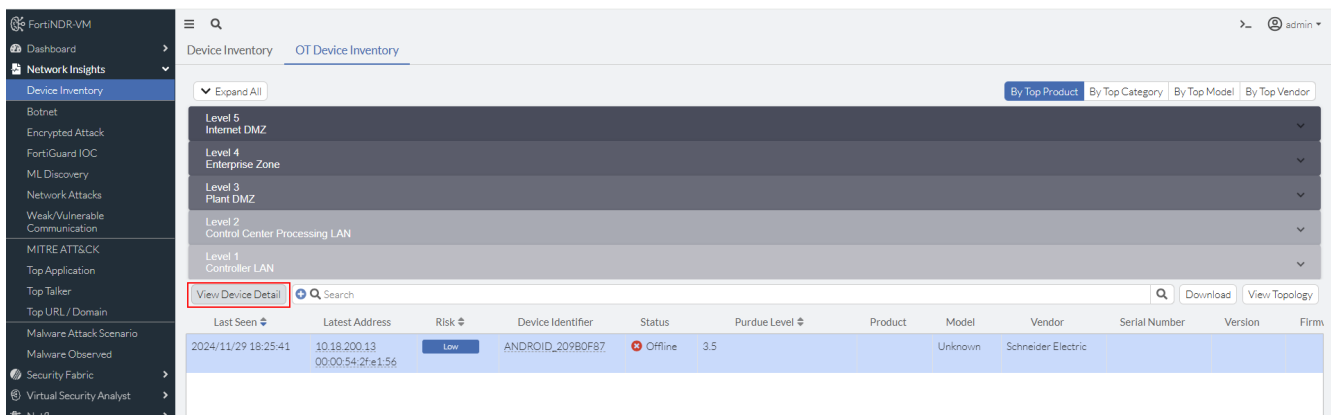 FortiNDR-VM
admin
Dashboard
Network Insights
Device Inventory
Botnet
Encrypted Attack
FortiGuard IOC
ML Discovery
Network Attacks
Weak/Vulnerable
Communication
MITRE ATT&CK
Top Application
Top Talker
Top URL / Domain
Malware Attack Scenario
Malware Observed
Security Fabric
Virtual Security Analyst
Device Inventory OT Device Inventory
Expand All By Top Product By Top Category By Top Model By Top Vendor
Level 5
Internet DMZ
Level 4
Enterprise Zone
Level 3
Plant DMZ
Level 2
Control Center Processing LAN
Level 1
Controller LAN
View Device Detail Search Download View Topology
Last Seen Latest Address Risk Device Identifier Status Purdue Level Product Model Vendor Serial Number Version Firm
2024/11/29 18:25:41 10.18.200.13 Low ANDROID_209B0F87 Offline 3.5 Unknown Schneider Electric
00:00:54:2f:e1:56